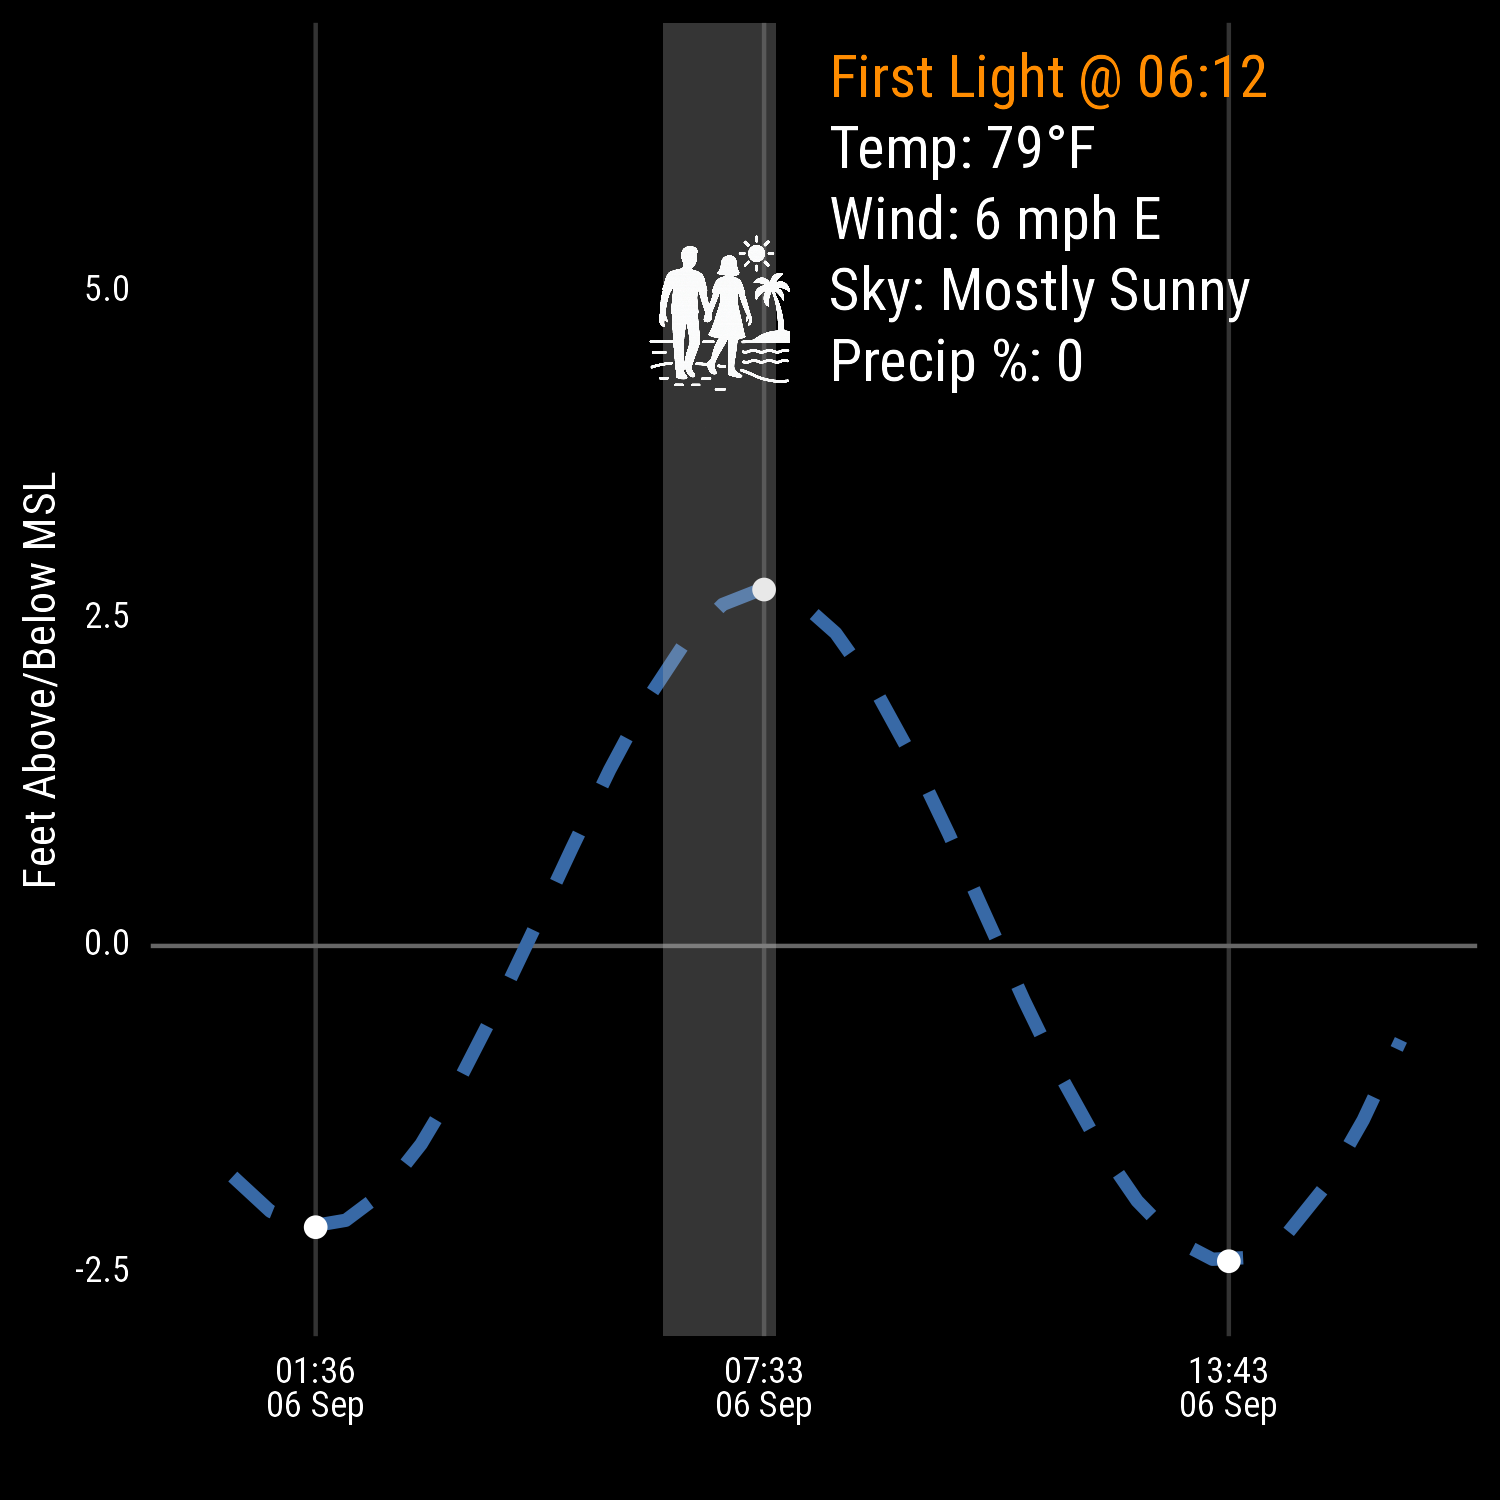 First Light @ 06:12
Temp: 79°F
Wind: 6 mph E
Sky: Mostly Sunny
Precip %: 0
Feet Above/Below MSL
5.0
2.5
0.0
-2.5
01:36
06 Sep
07:33
06 Sep
13:43
06 Sep